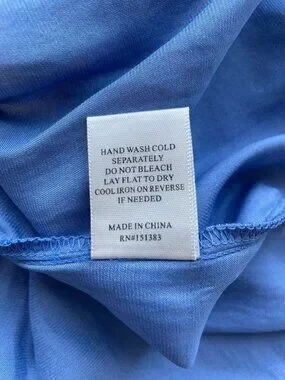 HAND WASH COLD
SEPARATELY
DO NOT BLEACH
LAY FLAT TO DRY
COOL IRON ON REVERSE
IF NEEDED
MADE IN CHINA
RN#151383